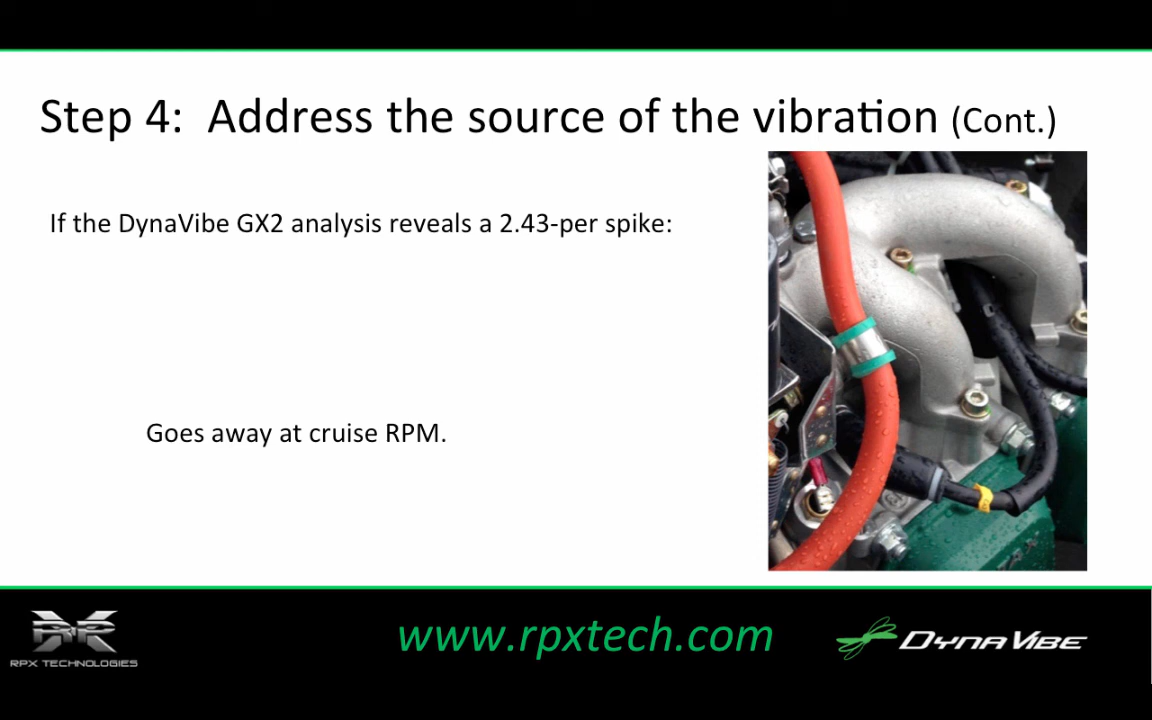 Step 4: Address the source of the vibration (Cont.)
If the DynaVibe GX2 analysis reveals a 2.43-per spike:
Goes away at cruise RPM.
RPX TECHNOLOGIES
www.rpxtech.com
DYNAVIBE